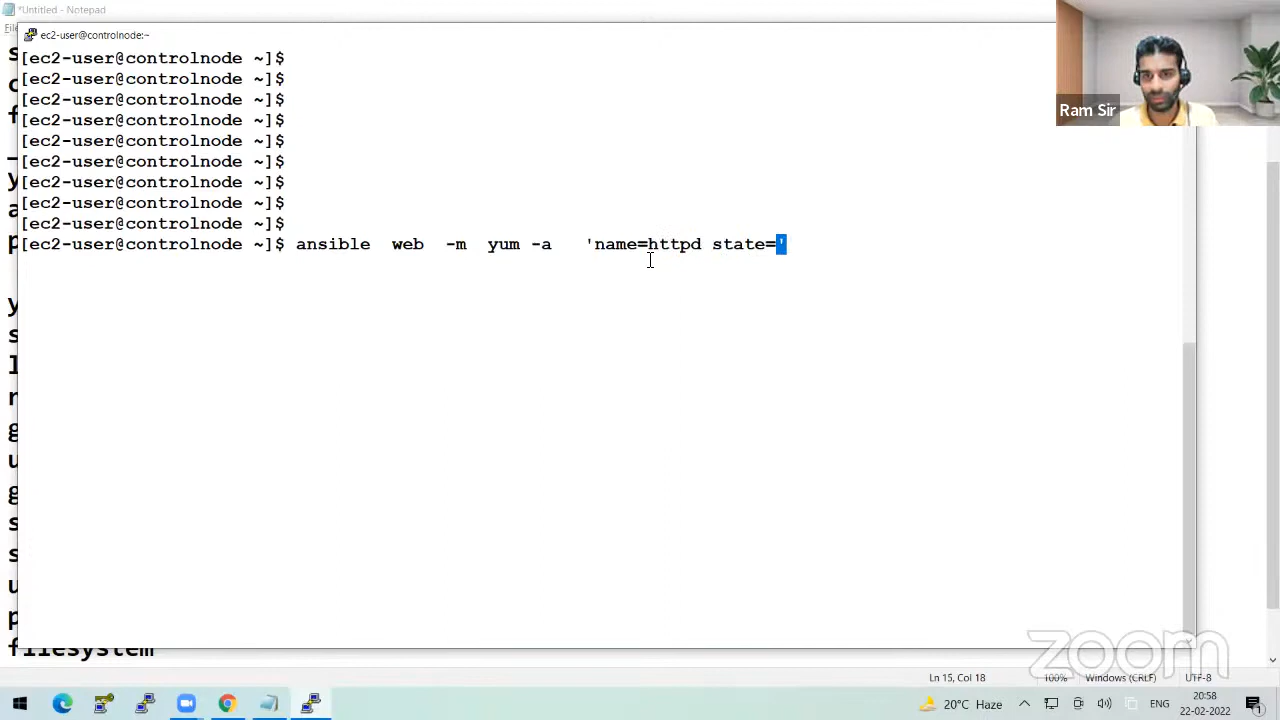 *Untitled - Notepad
ec2-user@controlnode:~
[ec2-user@controlnode ~]$
[ec2-user@controlnode ~]$
[ec2-user@controlnode ~]$
[ec2-user@controlnode ~]$
[ec2-user@controlnode ~]$
[ec2-user@controlnode ~]$
[ec2-user@controlnode ~]$
[ec2-user@controlnode ~]$
[ec2-user@controlnode ~]$
[ec2-user@controlnode ~]$ ansible web -m yum -a 'name=httpd state='
Ram Sir
filesystem
zoom
Ln 15, Col 18 100% Windows (CRLF) UTF-8
20°C Haze ENG 20:58
22-02-2022 1